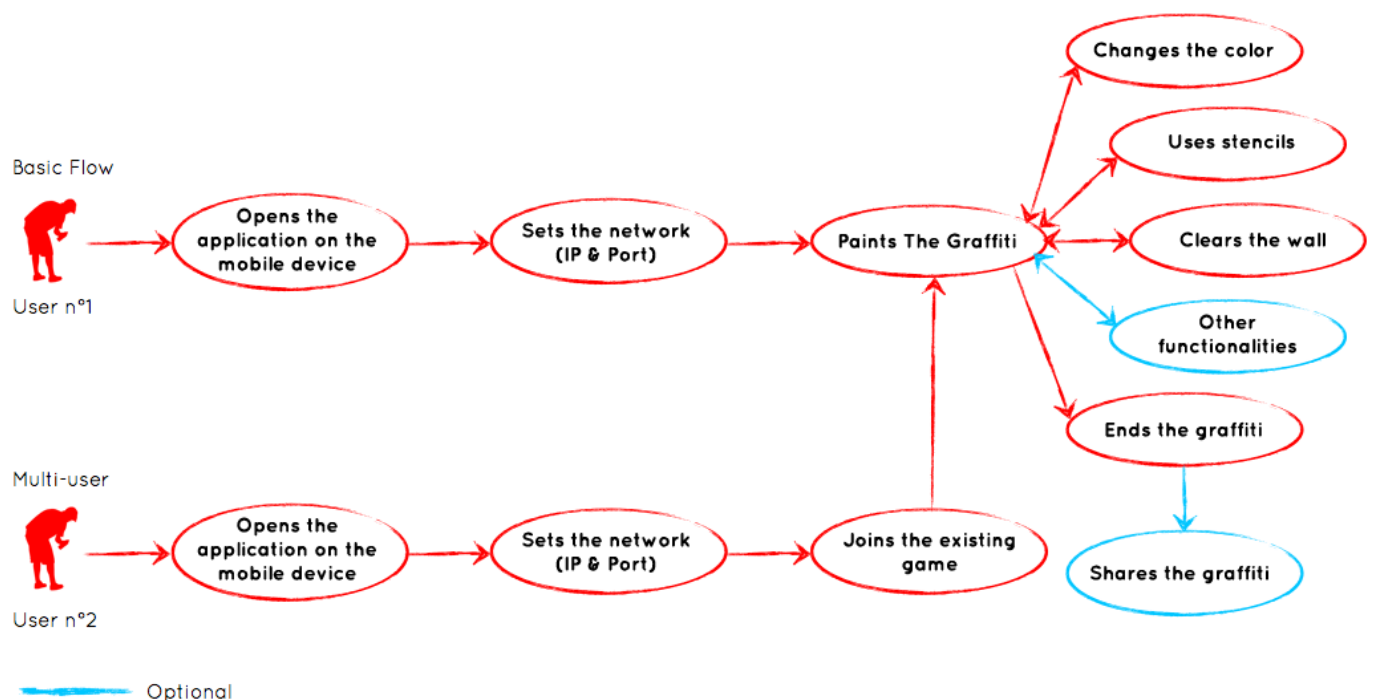 Changes the color
Uses stencils
Basic Flow
Opens the
application on the
mobile device
Sets the network
(IP & Port)
Paints The Graffiti
Clears the wall
User n°1
Other
functionalities
Ends the graffiti
Multi-user
Opens the
application on the
mobile device
Sets the network
(IP & Port)
Joins the existing
game
Shares the graffiti
User n°2
Optional